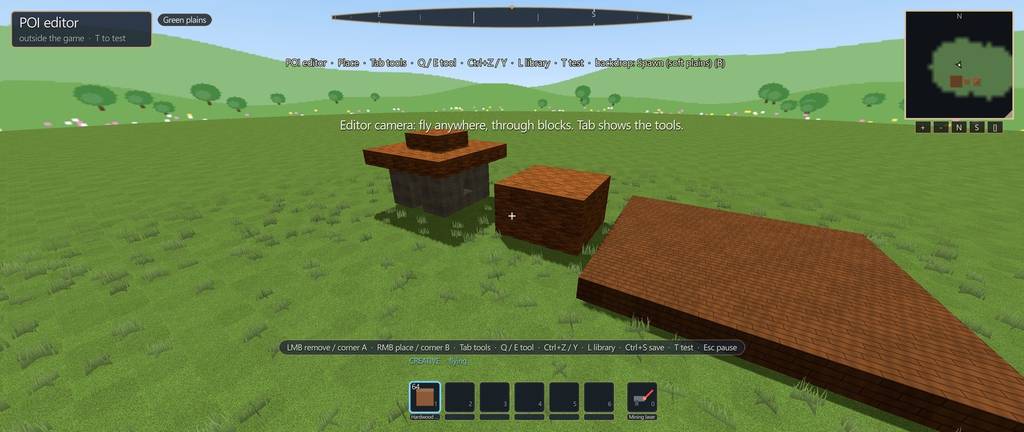 POI editor
outside the game · T to test
Green plains
E
S
N
POI editor · Place · Tab tools · Q / E tool · Ctrl+Z / Y · L library · T test · backdrop: Spawn (soft plains) (B)
Editor camera: fly anywhere, through blocks. Tab shows the tools.
+ - N S []
LMB remove / corner A · RMB place / corner B · Tab tools · Q / E tool · Ctrl+Z / Y · L library · Ctrl+S save · T test · Esc pause
CREATIVE · flying
64
1 2 3 4 5 6 0
Hardwood
Mining laser